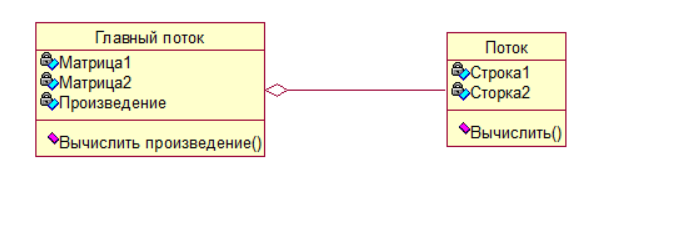 Главный поток
Матрица1
Матрица2
Произведение
Вычислить произведение()
Поток
Строка1
Сторка2
Вычислить()